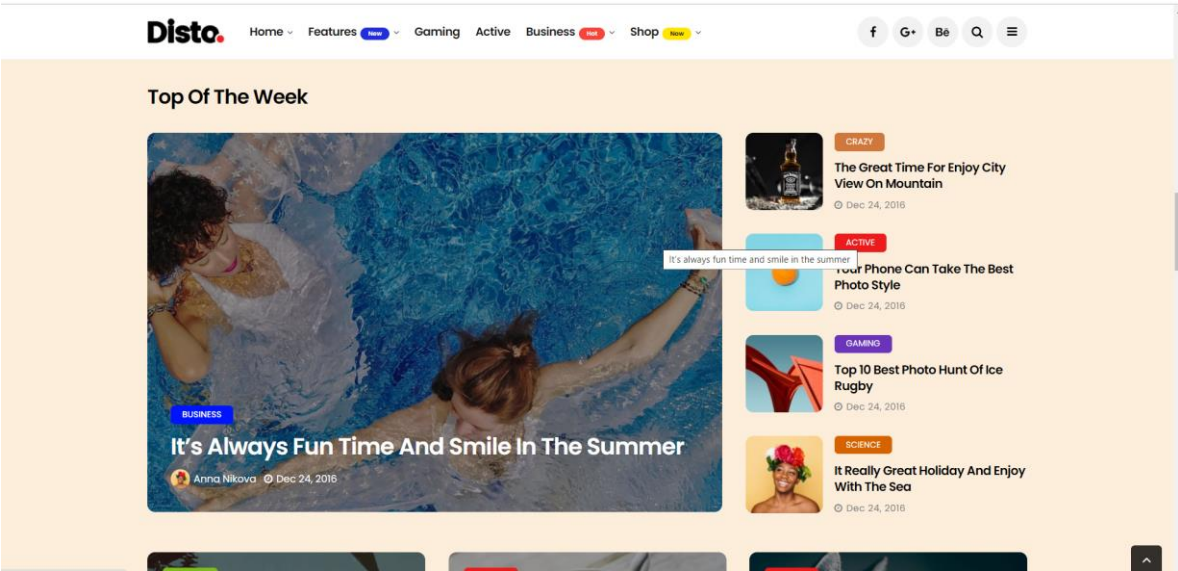 Disto.
Home
Features
New
Gaming
Active
Business
Hot
Shop
Now
f
G+
Bē
Top Of The Week
BUSINESS
It's Always Fun Time And Smile In The Summer
Anna Nikova Dec 24, 2016
It's always fun time and smile in the summer
CRAZY
The Great Time For Enjoy City
View On Mountain
Dec 24, 2016
ACTIVE
Your Phone Can Take The Best
Photo Style
Dec 24, 2016
GAMING
Top 10 Best Photo Hunt Of Ice
Rugby
Dec 24, 2016
SCIENCE
It Really Great Holiday And Enjoy
With The Sea
Dec 24, 2016